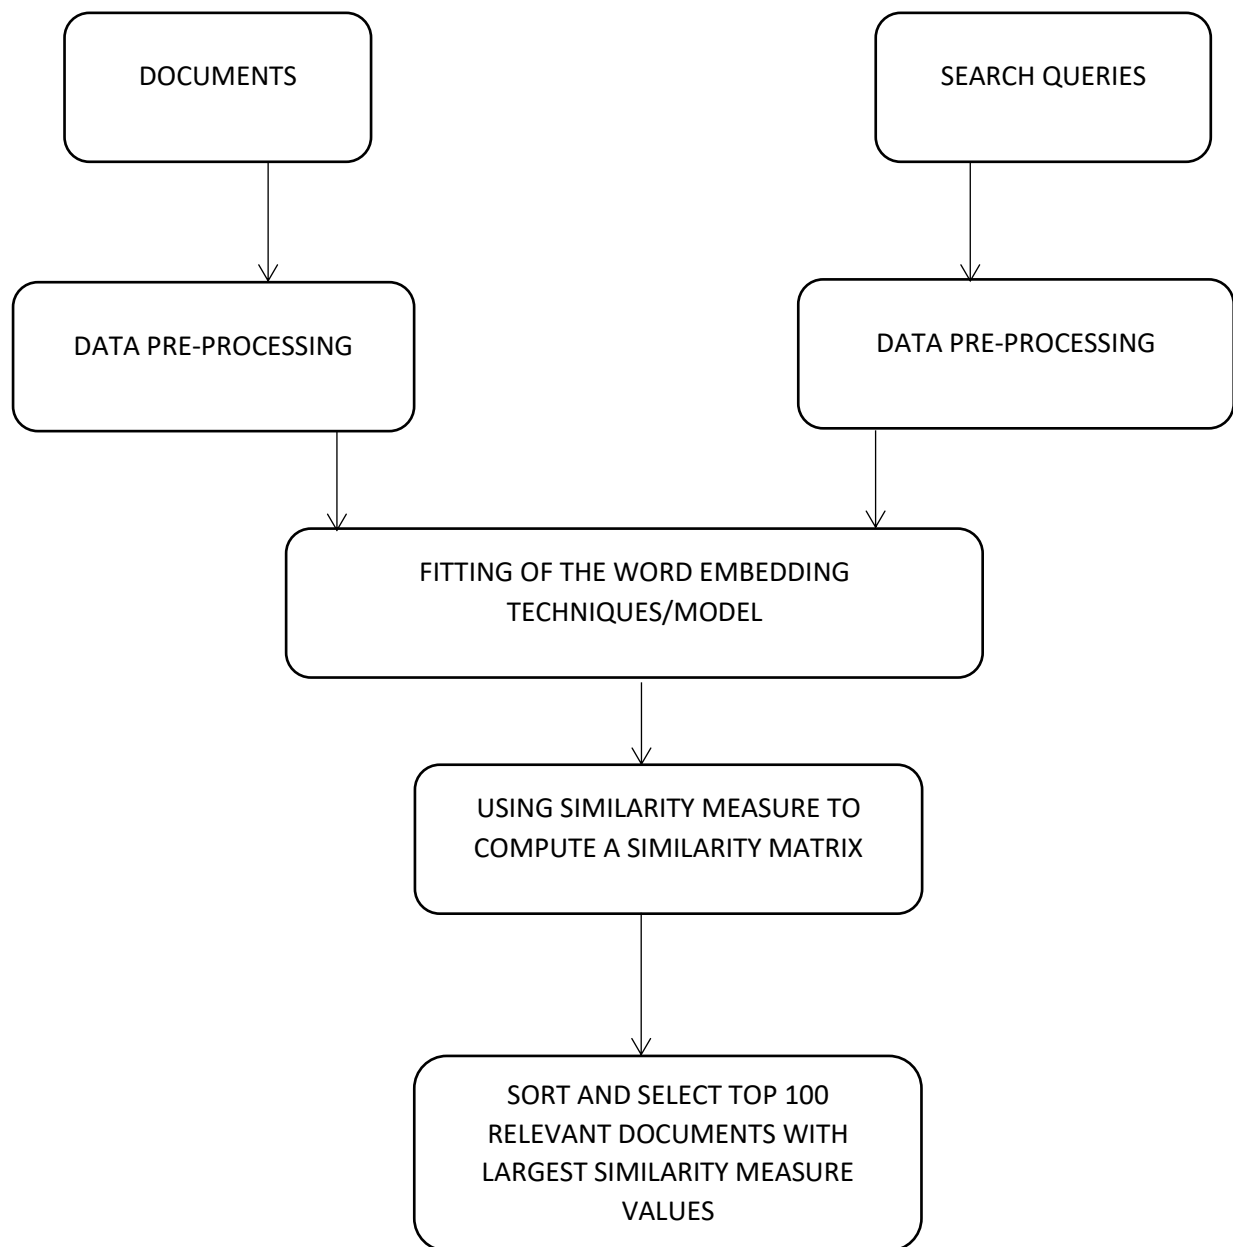 DOCUMENTS
SEARCH QUERIES
DATA PRE-PROCESSING
DATA PRE-PROCESSING
FITTING OF THE WORD EMBEDDING
TECHNIQUES/MODEL
USING SIMILARITY MEASURE TO
COMPUTE A SIMILARITY MATRIX
SORT AND SELECT TOP 100
RELEVANT DOCUMENTS WITH
LARGEST SIMILARITY MEASURE
VALUES